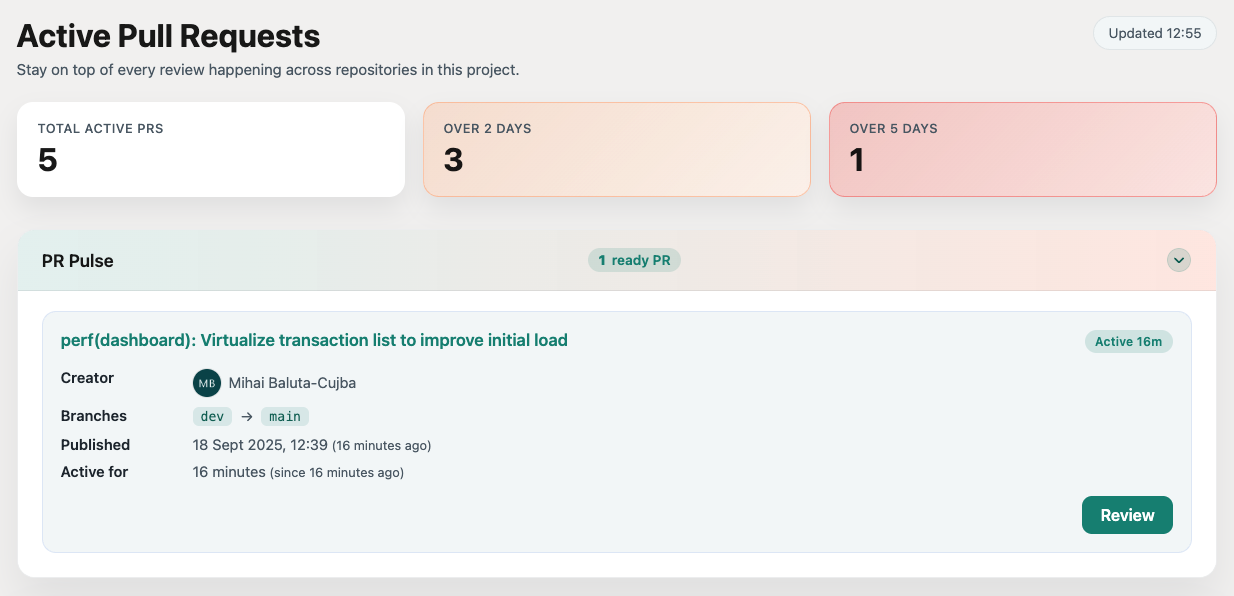 Active Pull Requests
Updated 12:55
Stay on top of every review happening across repositories in this project.
TOTAL ACTIVE PRS
5
OVER 2 DAYS
3
OVER 5 DAYS
1
PR Pulse
1 ready PR
perf(dashboard): Virtualize transaction list to improve initial load
Active 16m
Creator MB Mihai Baluta-Cujba
Branches dev → main
Published 18 Sept 2025, 12:39 (16 minutes ago)
Active for 16 minutes (since 16 minutes ago)
Review